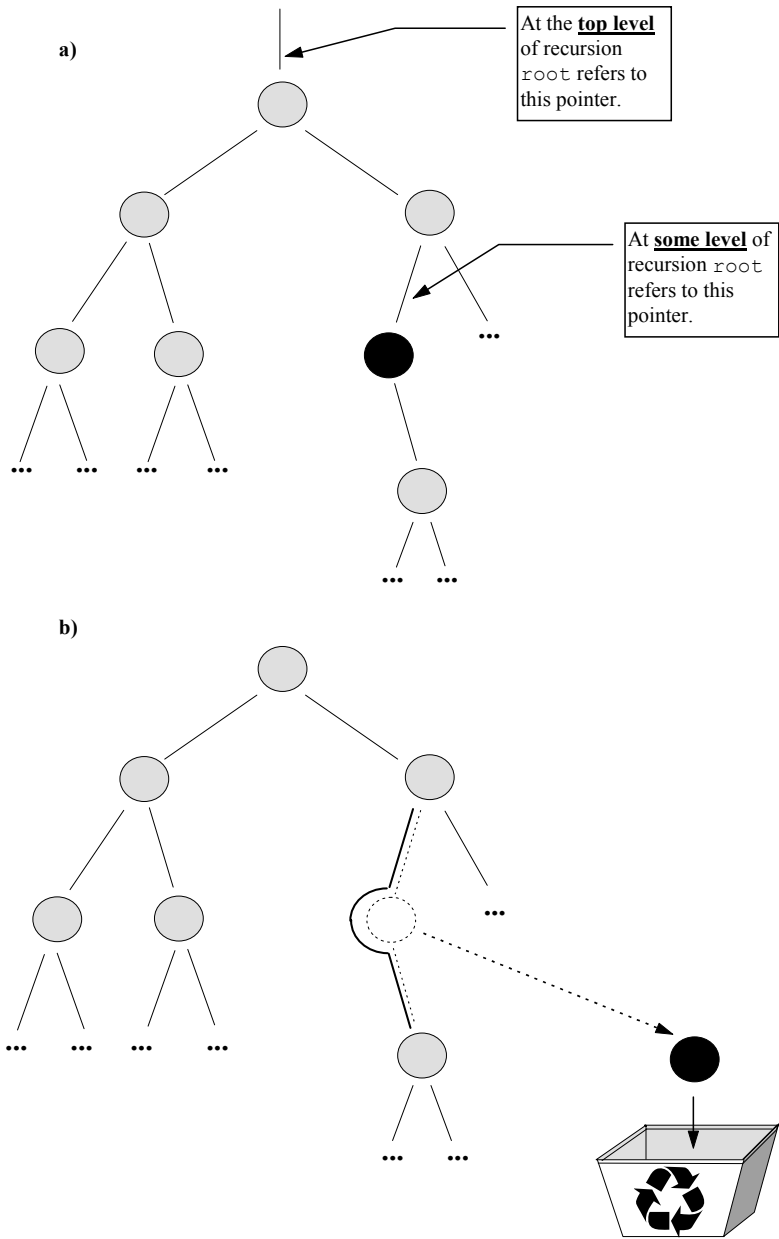 a)
At the top level
of recursion
root refers to
this pointer.
At some level of
recursion root
refers to this
pointer.
...
... ... ... ...
... ...
b)
...
... ... ... ...
... ...